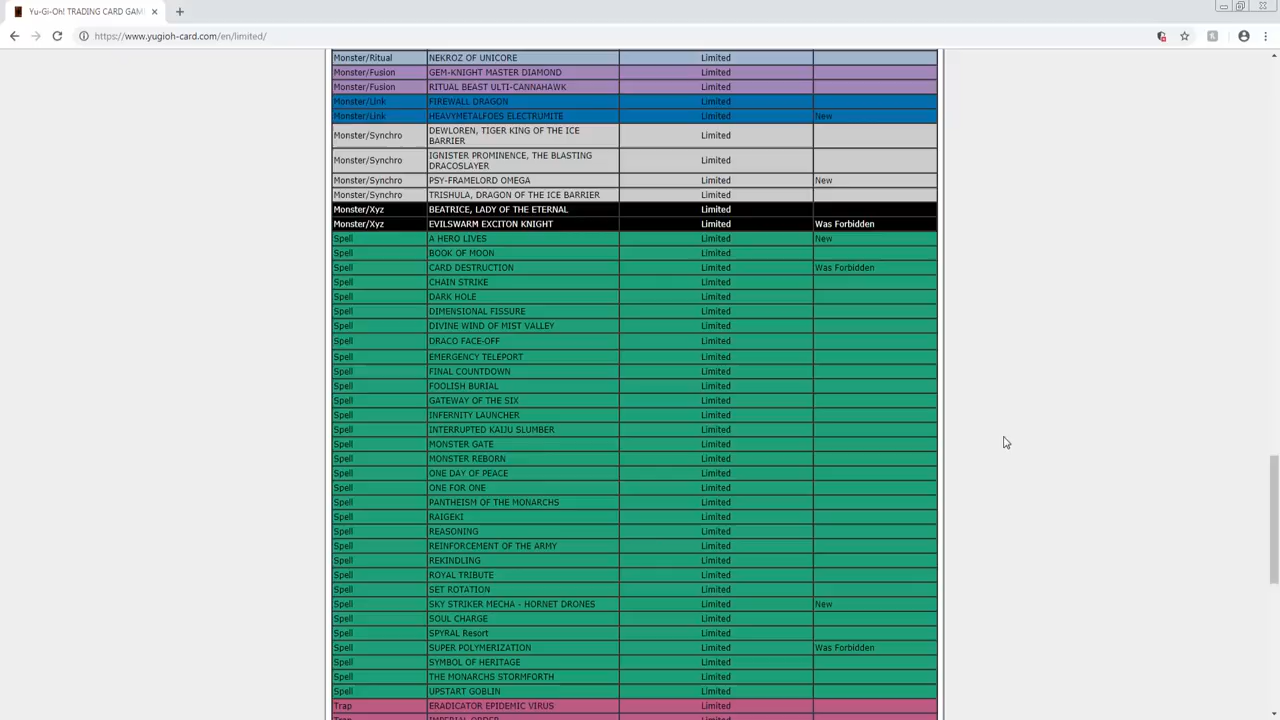 Yu-Gi-Oh! TRADING CARD GAM
https://www.yugioh-card.com/en/limited/
Monster/Ritual NEKROZ OF UNICORE Limited
Monster/Fusion GEM-KNIGHT MASTER DIAMOND Limited
Monster/Fusion RITUAL BEAST ULTI-CANNAHAWK Limited
Monster/Link FIREWALL DRAGON Limited
Monster/Link HEAVYMETALFOES ELECTRUMITE Limited New
Monster/Synchro DEWLOREN, TIGER KING OF THE ICE
BARRIER Limited
Monster/Synchro IGNISTER PROMINENCE, THE BLASTING
DRACOSLAYER Limited
Monster/Synchro PSY-FRAMELORD OMEGA Limited New
Monster/Synchro TRISHULA, DRAGON OF THE ICE BARRIER Limited
Monster/Xyz BEATRICE, LADY OF THE ETERNAL Limited
Monster/Xyz EVILSWARM EXCITON KNIGHT Limited Was Forbidden
Spell A HERO LIVES Limited New
Spell BOOK OF MOON Limited
Spell CARD DESTRUCTION Limited Was Forbidden
Spell CHAIN STRIKE Limited
Spell DARK HOLE Limited
Spell DIMENSIONAL FISSURE Limited
Spell DIVINE WIND OF MIST VALLEY Limited
Spell DRACO FACE-OFF Limited
Spell EMERGENCY TELEPORT Limited
Spell FINAL COUNTDOWN Limited
Spell FOOLISH BURIAL Limited
Spell GATEWAY OF THE SIX Limited
Spell INFERNITY LAUNCHER Limited
Spell INTERRUPTED KAIJU SLUMBER Limited
Spell MONSTER GATE Limited
Spell MONSTER REBORN Limited
Spell ONE DAY OF PEACE Limited
Spell ONE FOR ONE Limited
Spell PANTHEISM OF THE MONARCHS Limited
Spell RAIGEKI Limited
Spell REASONING Limited
Spell REINFORCEMENT OF THE ARMY Limited
Spell REKINDLING Limited
Spell ROYAL TRIBUTE Limited
Spell SET ROTATION Limited
Spell SKY STRIKER MECHA - HORNET DRONES Limited New
Spell SOUL CHARGE Limited
Spell SPYRAL Resort Limited
Spell SUPER POLYMERIZATION Limited Was Forbidden
Spell SYMBOL OF HERITAGE Limited
Spell THE MONARCHS STORMFORTH Limited
Spell UPSTART GOBLIN Limited
Trap ERADICATOR EPIDEMIC VIRUS Limited
Trap IMPERIAL ORDER Limited